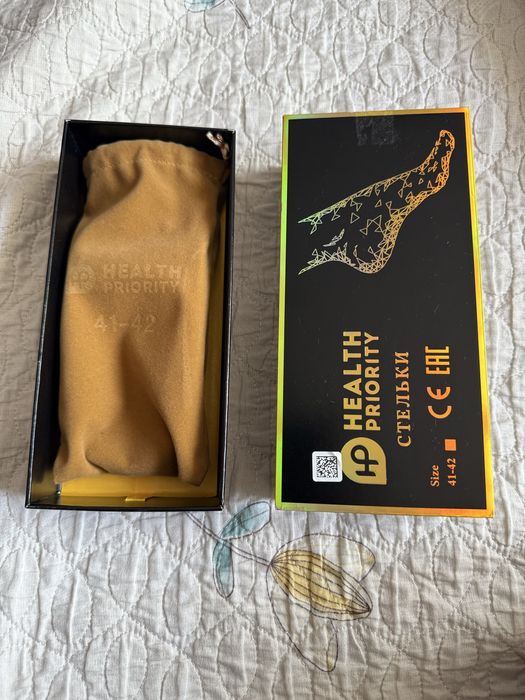 HEALTH
PRIORITY
41-42
HP
HEALTH
PRIORITY
СТЕЛЬКИ
Size
41-42
CE EAC